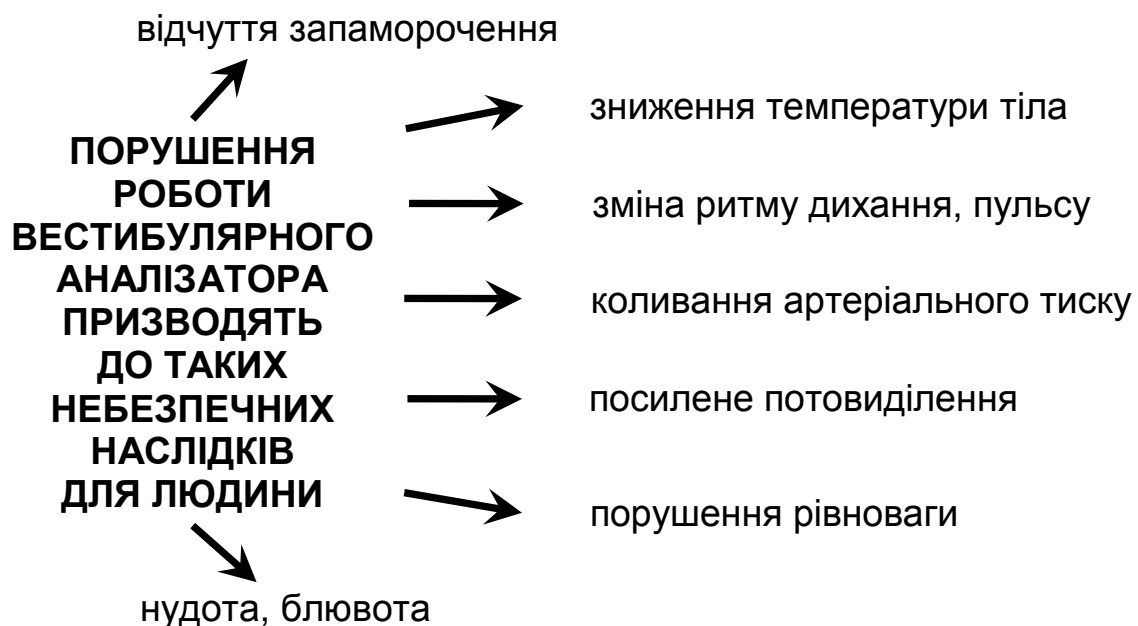 відчуття запаморочення
ПОРУШЕННЯ
РОБОТИ
ВЕСТИБУЛЯРНОГО
АНАЛІЗАТОРА
ПРИЗВОДЯТЬ
ДО ТАКИХ
НЕБЕЗПЕЧНИХ
НАСЛІДКІВ
ДЛЯ ЛЮДИНИ
зниження температури тіла
зміна ритму дихання, пульсу
коливання артеріального тиску
посилене потовиділення
порушення рівноваги
нудота, блювота